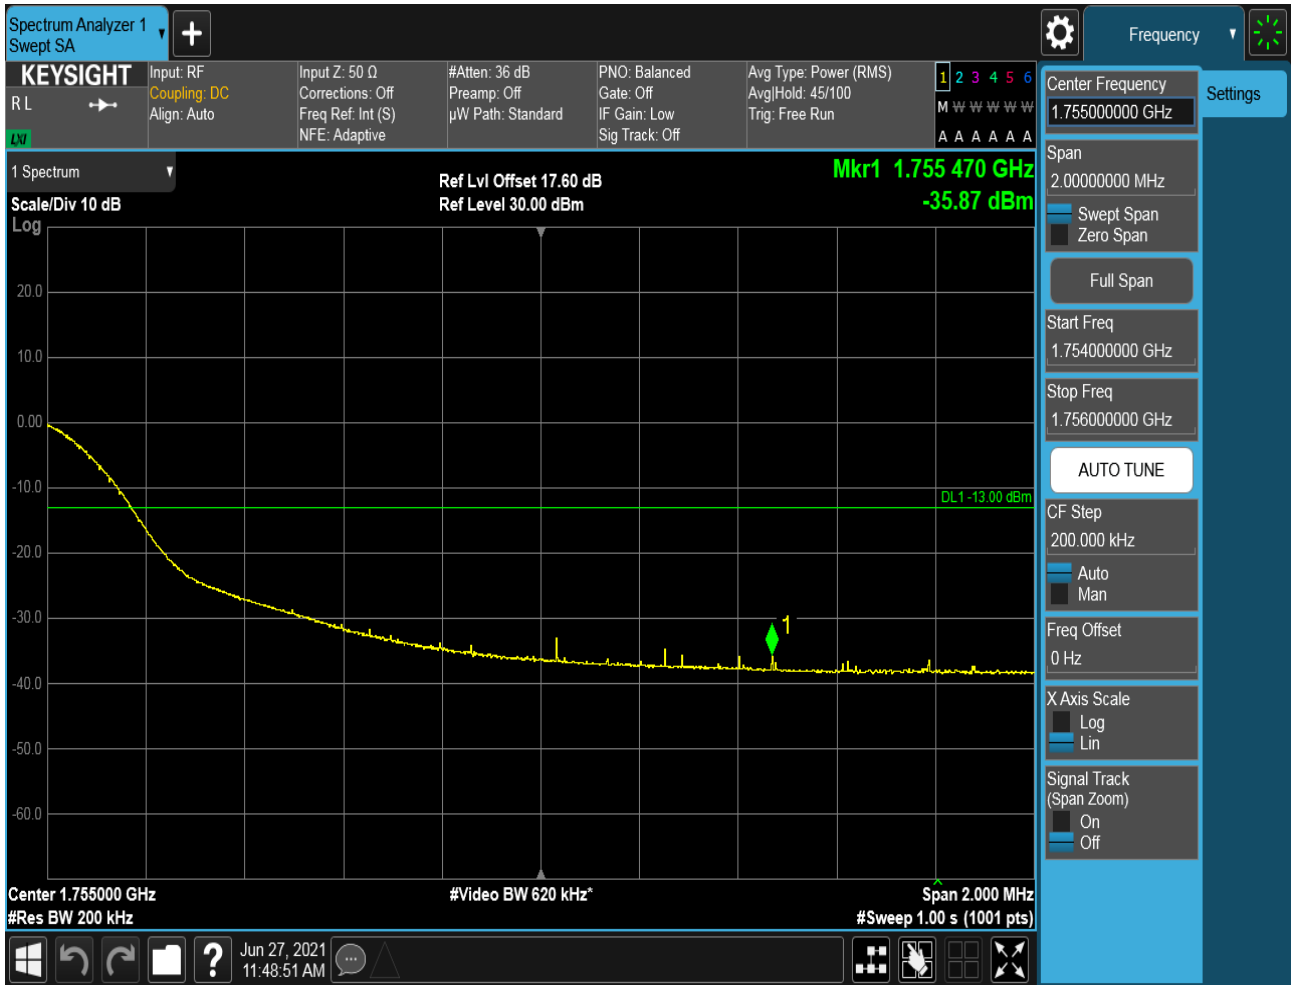 Spectrum Analyzer 1
Swept SA
Frequency
KEYSIGHT
R L
LXI
Input: RF
Coupling: DC
Align: Auto
Input Z: 50 Ω
Corrections: Off
Freq Ref: Int (S)
NFE: Adaptive
#Atten: 36 dB
Preamp: Off
µW Path: Standard
PNO: Balanced
Gate: Off
IF Gain: Low
Sig Track: Off
Avg Type: Power (RMS)
Avg|Hold: 45/100
Trig: Free Run
1 2 3 4 5 6
M W W W W W
A A A A A A
1 Spectrum
Scale/Div 10 dB
Log
Ref Lvl Offset 17.60 dB
Ref Level 30.00 dBm
Mkr1 1.755 470 GHz
-35.87 dBm
20.0
10.0
0.00
-10.0
DL1 -13.00 dBm
-20.0
-30.0
1
-40.0
-50.0
-60.0
Center 1.755000 GHz
#Video BW 620 kHz*
Span 2.000 MHz
#Res BW 200 kHz
#Sweep 1.00 s (1001 pts)
Jun 27, 2021
11:48:51 AM
?
Settings
Center Frequency
1.755000000 GHz
Span
2.00000000 MHz
Swept Span
Zero Span
Full Span
Start Freq
1.754000000 GHz
Stop Freq
1.756000000 GHz
AUTO TUNE
CF Step
200.000 kHz
Auto
Man
Freq Offset
0 Hz
X Axis Scale
Log
Lin
Signal Track
(Span Zoom)
On
Off